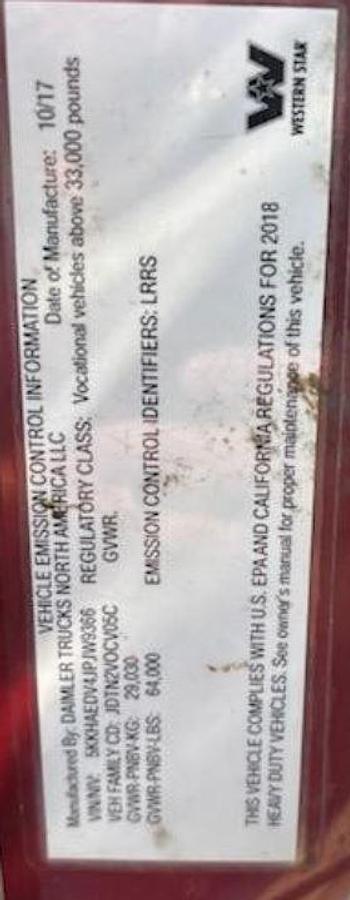 VEHICLE EMISSION CONTROL INFORMATION
Manufactured By: DAIMLER TRUCKS NORTH AMERICA LLC Date of Manufacture: 10/17
VIN/NIV: 5KKHAEDV4JPJW9366 REGULATORY CLASS: Vocational vehicles above 33,000 pounds
VEH FAMILY CD: JDTN2VOCV05C GVWR.
GVWR-PNBV-KG: 29,030
GVWR-PNBV-LBS: 64,000 EMISSION CONTROL IDENTIFIERS: LRRS
THIS VEHICLE COMPLIES WITH U.S. EPA AND CALIFORNIA REGULATIONS FOR 2018
HEAVY DUTY VEHICLES. See owner's manual for proper maintenance of this vehicle.
WESTERN STAR